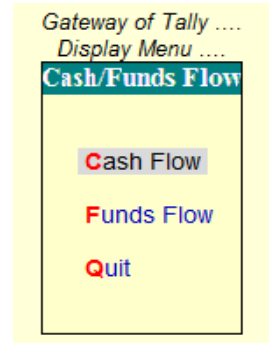 Gateway of Tally ....
Display Menu ....
Cash/Funds Flow
Cash Flow
Funds Flow
Quit